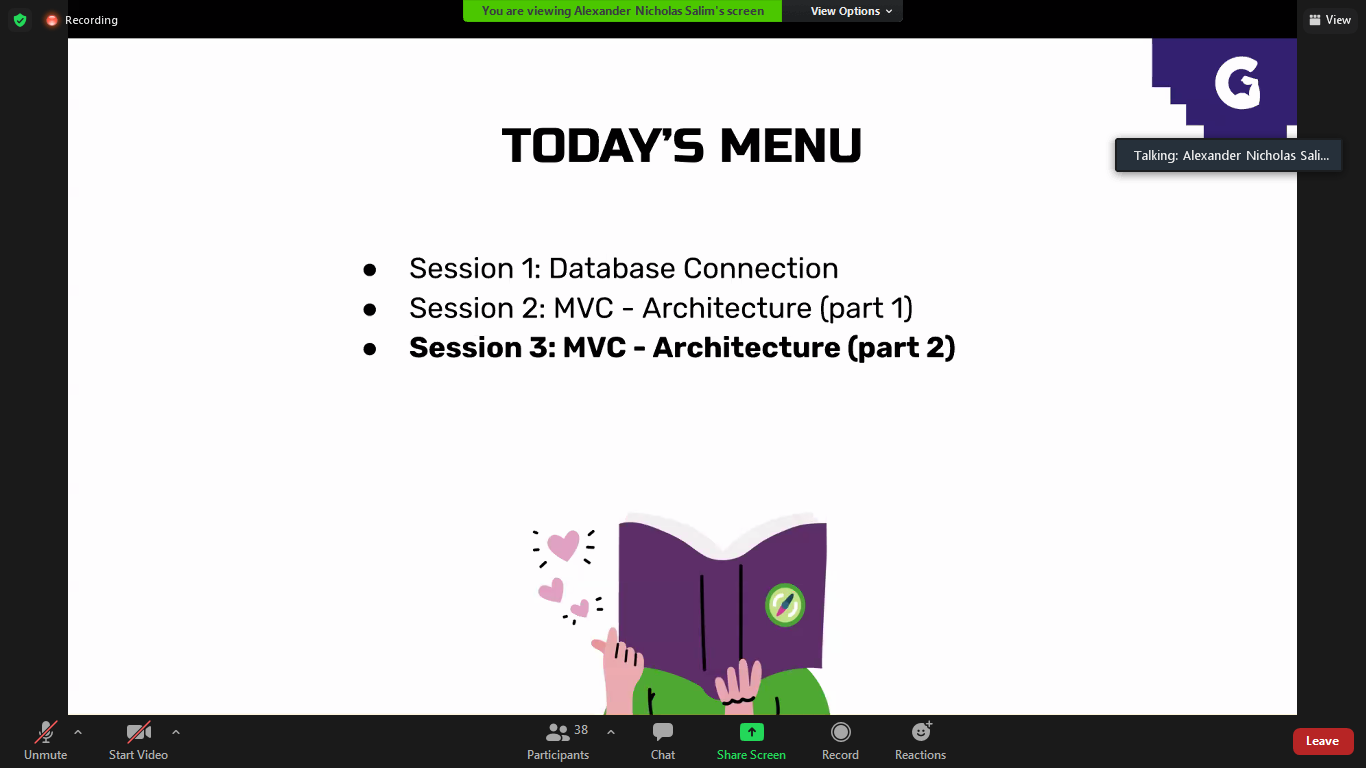 Recording
You are viewing Alexander Nicholas Salim's screen
View Options
View
G
TODAY'S MENU
Talking: Alexander Nicholas Sali...
● Session 1: Database Connection
● Session 2: MVC - Architecture (part 1)
● Session 3: MVC - Architecture (part 2)
Unmute
Start Video
Participants
38
Chat
Share Screen
Record
Reactions
Leave